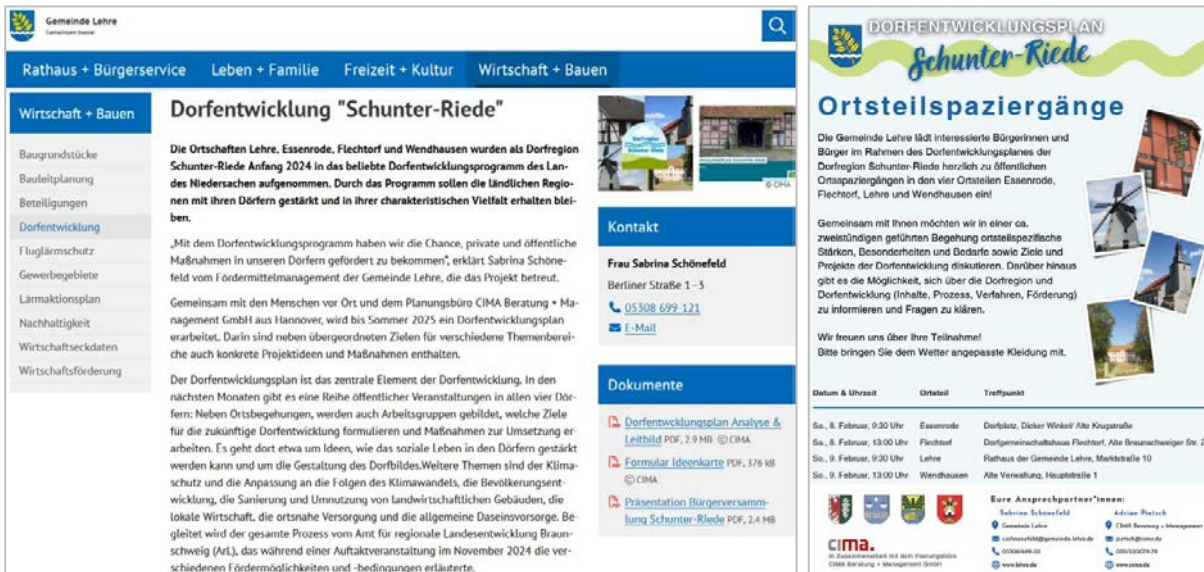 Gemeinde Lehre
Gemeinsam besser
Rathaus + Bürgerservice Leben + Familie Freizeit + Kultur Wirtschaft + Bauen
Wirtschaft + Bauen
Baugrundstücke
Bauleitplanung
Beteiligungen
Dorfentwicklung
Fluglärmschutz
Gewerbegebiete
Lärmaktionsplan
Nachhaltigkeit
Wirtschaftseckdaten
Wirtschaftsförderung
Dorfentwicklung "Schunter-Riede"
Die Ortschaften Lehre, Essenrode, Flechtorf und Wendhausen wurden als Dorfregion
Schunter-Riede Anfang 2024 in das beliebte Dorfentwicklungsprogramm des Lan-
des Niedersachen aufgenommen. Durch das Programm sollen die ländlichen Regio-
nen mit ihren Dörfern gestärkt und in ihrer charakteristischen Vielfalt erhalten blei-
ben.
„Mit dem Dorfentwicklungsprogramm haben wir die Chance, private und öffentliche
Maßnahmen in unseren Dörfern gefördert zu bekommen", erklärt Sabrina Schöne-
feld vom Fördermittelmanagement der Gemeinde Lehre, die das Projekt betreut.
Gemeinsam mit den Menschen vor Ort und dem Planungsbüro CIMA Beratung + Ma-
nagement GmbH aus Hannover, wird bis Sommer 2025 ein Dorfentwicklungsplan
erarbeitet. Darin sind neben übergeordneten Zielen für verschiedene Themenberei-
che auch konkrete Projektideen und Maßnahmen enthalten.
Der Dorfentwicklungsplan ist das zentrale Element der Dorfentwicklung. In den
nächsten Monaten gibt es eine Reihe öffentlicher Veranstaltungen in allen vier Dör-
fern: Neben Ortsbegehungen, werden auch Arbeitsgruppen gebildet, welche Ziele
für die zukünftige Dorfentwicklung formulieren und Maßnahmen zur Umsetzung er-
arbeiten. Es geht dort etwa um Ideen, wie das soziale Leben in den Dörfern gestärkt
werden kann und um die Gestaltung des Dorfbildes.Weitere Themen sind der Klima-
schutz und die Anpassung an die Folgen des Klimawandels, die Bevölkerungsent-
wicklung, die Sanierung und Umnutzung von landwirtschaftlichen Gebäuden, die
lokale Wirtschaft, die ortsnahe Versorgung und die allgemeine Daseinsvorsorge. Be-
gleitet wird der gesamte Prozess vom Amt für regionale Landesentwicklung Braun-
schweig (ArL), das während einer Auftaktveranstaltung im November 2024 die ver-
schiedenen Fördermöglichkeiten und -bedingungen erläuterte.
© CIMA
Kontakt
Frau Sabrina Schönefeld
Berliner Straße 1-3
05308 699-121
E-Mail
Dokumente
Dorfentwcklungsplan Analyse &
Leitbild PDF, 2.9 MB © CIMA
Formular Ideenkarte PDF, 376 kB
© CIMA
Präsentation Bürgerversamm-
lung Schunter-Riede PDF, 2.4 MB
DORFENTWICKLUNGSPLAN
Schunter-Riede
Ortsteilspaziergänge
Die Gemeinde Lehre lädt interessierte Bürgerinnen und
Bürger im Rahmen des Dorfentwicklungsplanes der
Dorfregion Schunter-Riede herzlich zu öffentlichen
Ortsspaziergängen in den vier Ortsteilen Essenrode,
Flechtorf, Lehre und Wendhausen ein!
Gemeinsam mit Ihnen möchten wir in einer ca.
zweistündigen geführten Begehung ortsteilspezifische
Stärken, Besonderheiten und Bedarfe sowie Ziele und
Projekte der Dorfentwicklung diskutieren. Darüber hinaus
gibt es die Möglichkeit, sich über die Dorfregion und
Dorfentwicklung (Inhalte, Prozess, Verfahren, Förderung)
zu informieren und Fragen zu klären.
Wir freuen uns über Ihre Teilnahme!
Bitte bringen Sie dem Wetter angepasste Kleidung mit.
Datum & Uhrzeit Ortsteil Treffpunkt
Sa., 8. Februar, 9:30 Uhr Essenrode Dorfplatz, Dicker Winkel/ Alte Krugstraße
Sa., 8. Februar, 13:00 Uhr Flechtorf Dorfgemeinschaftshaus Flechtorf, Alte Braunschweiger Str. 2
So., 9. Februar, 9:30 Uhr Lehre Rathaus der Gemeinde Lehre, Marktstraße 10
So., 9. Februar, 13:00 Uhr Wendhausen Alte Verwaltung, Hauptstraße 1
Eure Ansprechpartner*innen:
Sabrina Schönefeld Adrian Pietsch
Gemeinde Lehre CIMA Beratung + Management
www.lehre.de www.cima.de
cima.
In Zusammenarbeit mit dem Planungsbüro
CIMA Beratung + Management GmbH